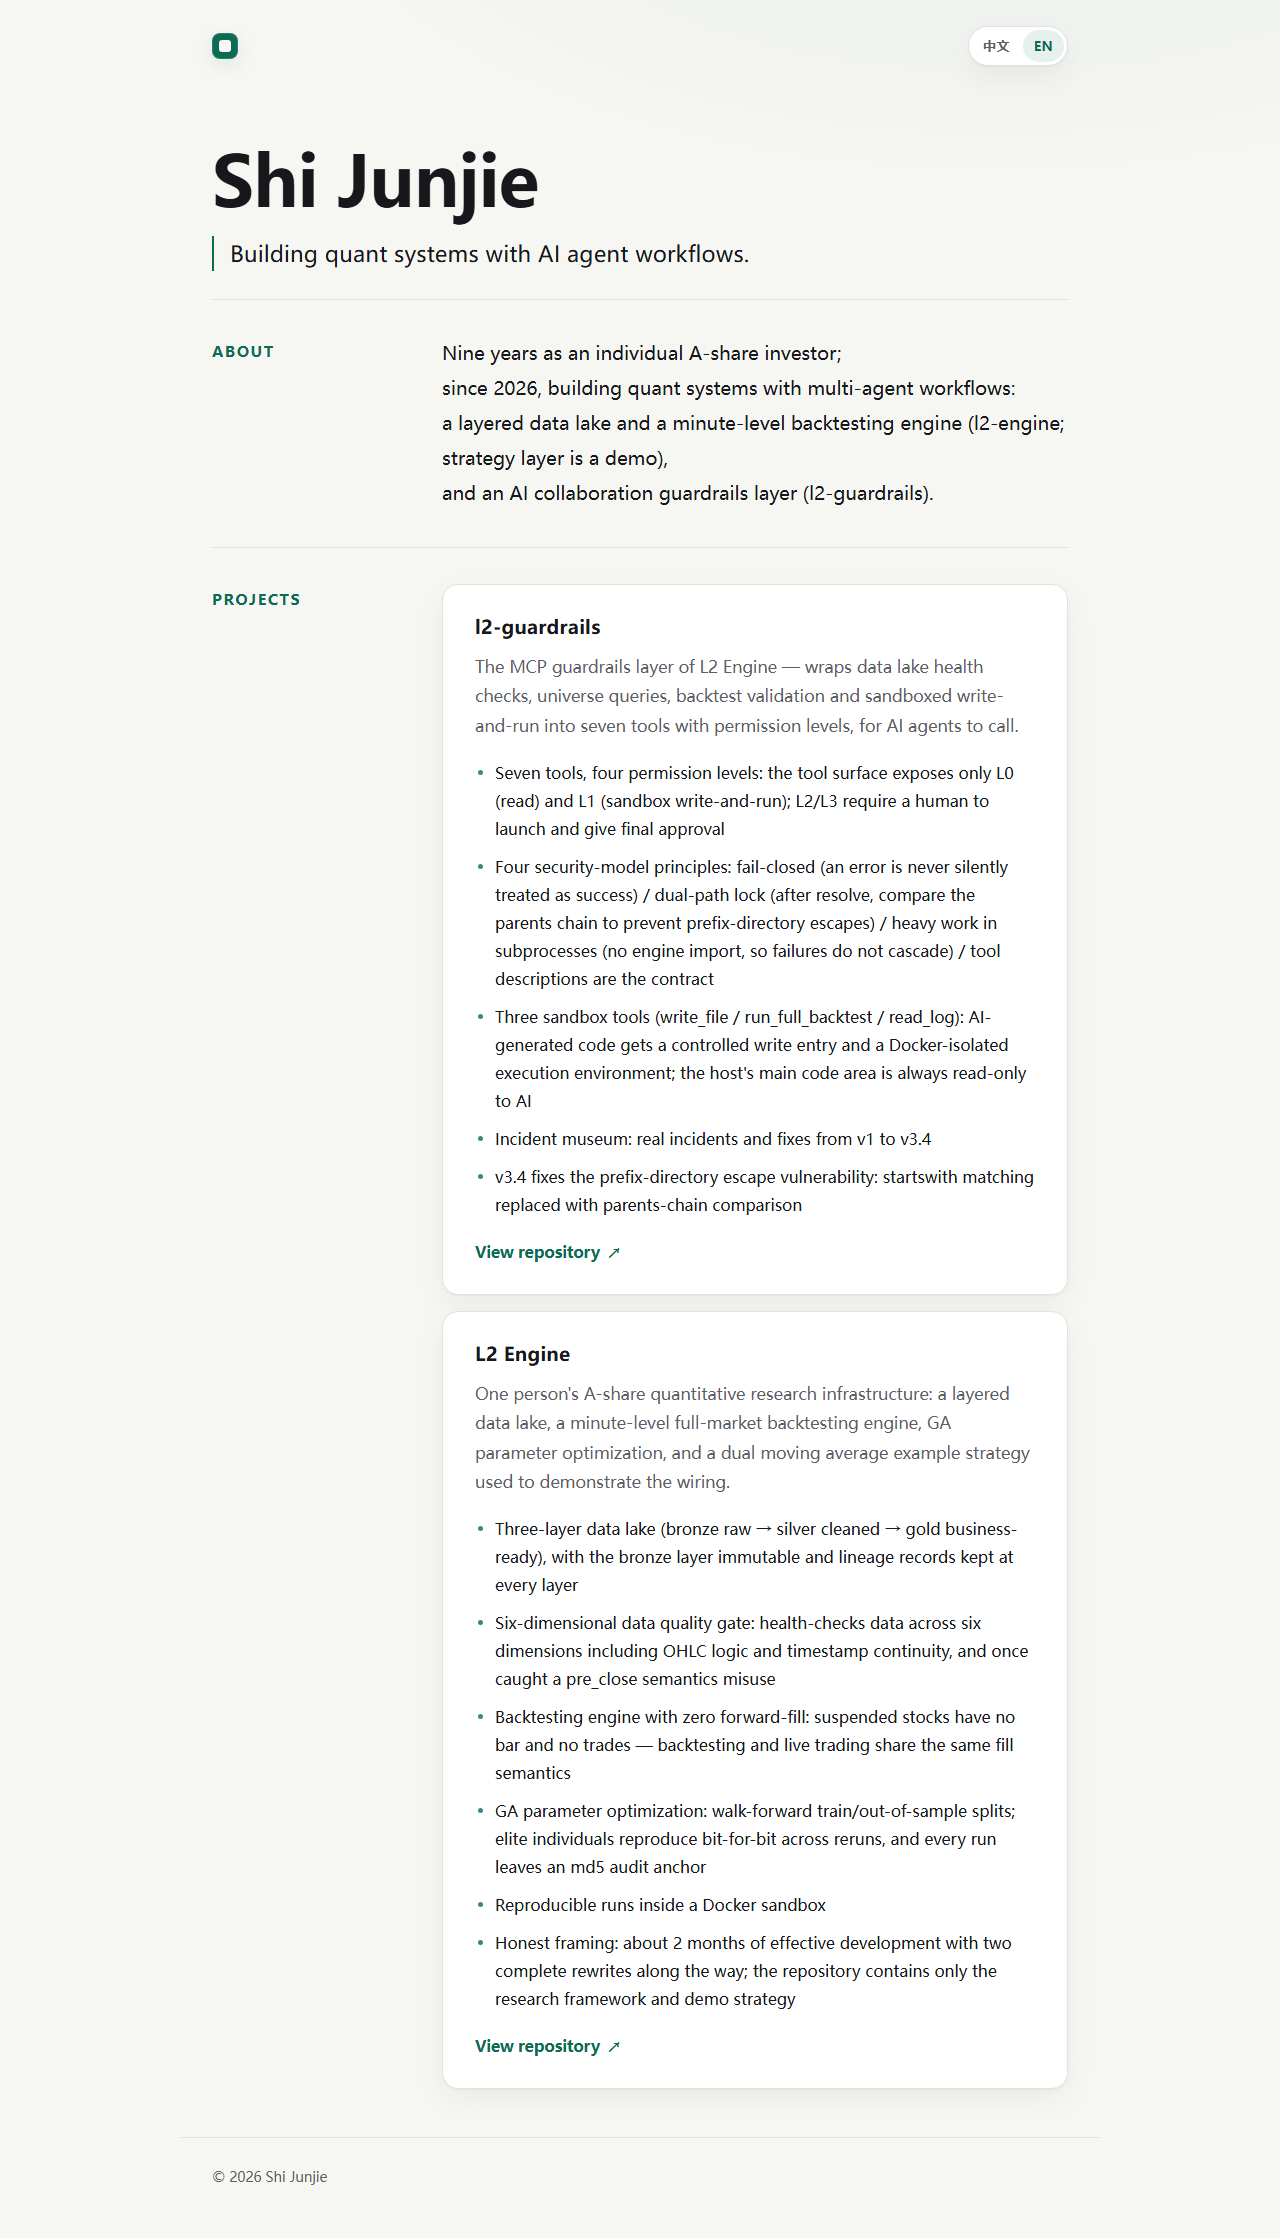 中文
EN
Shi Junjie
Building quant systems with AI agent workflows.
ABOUT
Nine years as an individual A-share investor;
since 2026, building quant systems with multi-agent workflows:
a layered data lake and a minute-level backtesting engine (l2-engine;
strategy layer is a demo),
and an AI collaboration guardrails layer (l2-guardrails).
PROJECTS
l2-guardrails
The MCP guardrails layer of L2 Engine — wraps data lake health
checks, universe queries, backtest validation and sandboxed write-
and-run into seven tools with permission levels, for AI agents to call.
• Seven tools, four permission levels: the tool surface exposes only L0
(read) and L1 (sandbox write-and-run); L2/L3 require a human to
launch and give final approval
• Four security-model principles: fail-closed (an error is never silently
treated as success) / dual-path lock (after resolve, compare the
parents chain to prevent prefix-directory escapes) / heavy work in
subprocesses (no engine import, so failures do not cascade) / tool
descriptions are the contract
• Three sandbox tools (write_file / run_full_backtest / read_log): AI-
generated code gets a controlled write entry and a Docker-isolated
execution environment; the host's main code area is always read-only
to AI
• Incident museum: real incidents and fixes from v1 to v3.4
• v3.4 fixes the prefix-directory escape vulnerability: startswith matching
replaced with parents-chain comparison
View repository ↗
L2 Engine
One person's A-share quantitative research infrastructure: a layered
data lake, a minute-level full-market backtesting engine, GA
parameter optimization, and a dual moving average example strategy
used to demonstrate the wiring.
• Three-layer data lake (bronze raw → silver cleaned → gold business-
ready), with the bronze layer immutable and lineage records kept at
every layer
• Six-dimensional data quality gate: health-checks data across six
dimensions including OHLC logic and timestamp continuity, and once
caught a pre_close semantics misuse
• Backtesting engine with zero forward-fill: suspended stocks have no
bar and no trades — backtesting and live trading share the same fill
semantics
• GA parameter optimization: walk-forward train/out-of-sample splits;
elite individuals reproduce bit-for-bit across reruns, and every run
leaves an md5 audit anchor
• Reproducible runs inside a Docker sandbox
• Honest framing: about 2 months of effective development with two
complete rewrites along the way; the repository contains only the
research framework and demo strategy
View repository ↗
© 2026 Shi Junjie